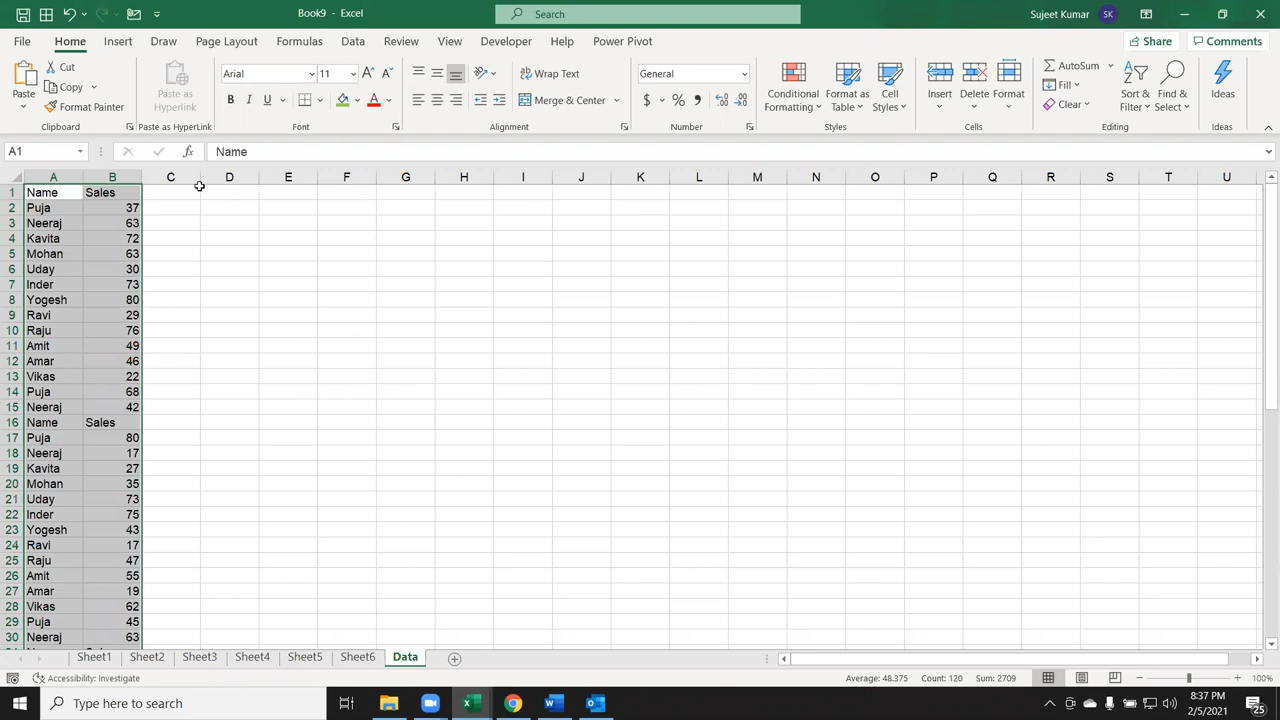 Book9 - Excel
Search
Sujeet Kumar
SK
File Home Insert Draw Page Layout Formulas Data Review View Developer Help Power Pivot
Share
Comments
Paste
Cut
Copy
Format Painter
Clipboard
Paste as Hyperlink
Paste as HyperLink
Arial
11
B I U
Font
Wrap Text
Merge & Center
Alignment
General
$ % ,
Number
Conditional Formatting
Format as Table
Cell Styles
Styles
Insert
Delete
Format
Cells
AutoSum
Fill
Clear
Sort & Filter
Find & Select
Editing
Ideas
Ideas
A1
fx
Name
A B C D E F G H I J K L M N O P Q R S T U
1 Name Sales
2 Puja 37
3 Neeraj 63
4 Kavita 72
5 Mohan 63
6 Uday 30
7 Inder 73
8 Yogesh 80
9 Ravi 29
10 Raju 76
11 Amit 49
12 Amar 46
13 Vikas 22
14 Puja 68
15 Neeraj 42
16 Name Sales
17 Puja 80
18 Neeraj 17
19 Kavita 27
20 Mohan 35
21 Uday 73
22 Inder 75
23 Yogesh 43
24 Ravi 17
25 Raju 47
26 Amit 55
27 Amar 19
28 Vikas 62
29 Puja 45
30 Neeraj 63
Sheet1 Sheet2 Sheet3 Sheet4 Sheet5 Sheet6 Data
Accessibility: Investigate
Average: 48.375 Count: 120 Sum: 2709
100%
Type here to search
8:37 PM
2/5/2021
25